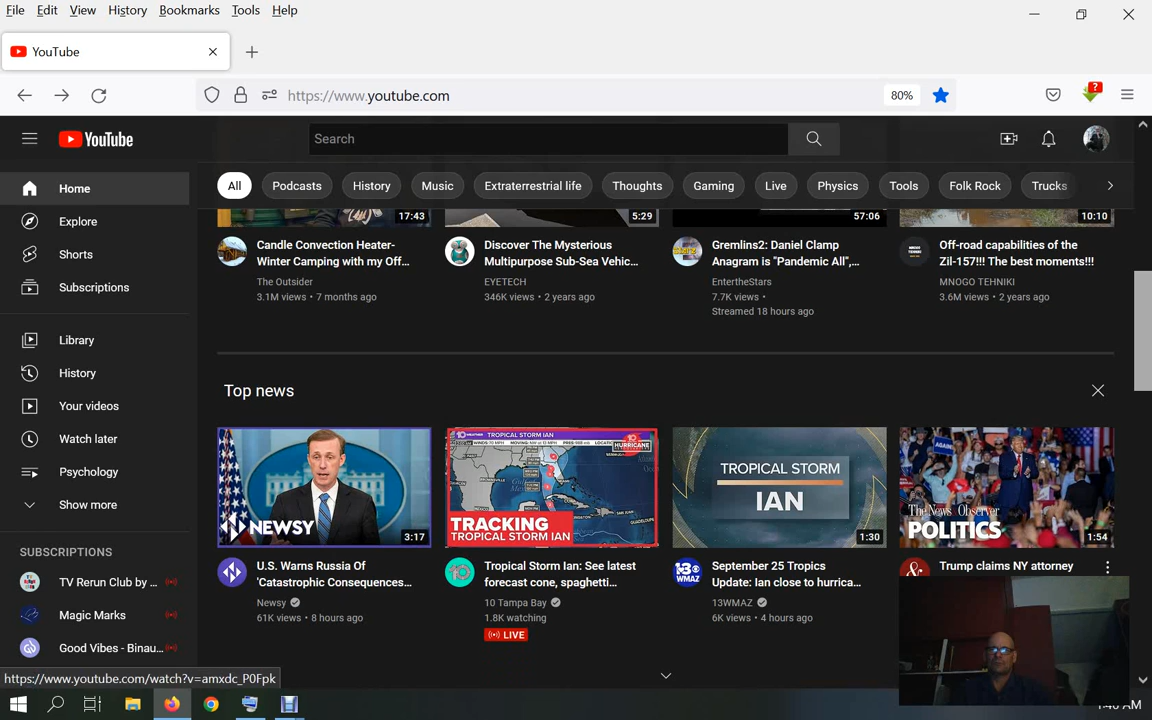 File Edit View History Bookmarks Tools Help
YouTube
https://www.youtube.com
80%
?
YouTube
Search
All Podcasts History Music Extraterrestrial life Thoughts Gaming Live Physics Tools Folk Rock Trucks
Home
Explore
Shorts
Subscriptions
Library
History
Your videos
Watch later
Psychology
Show more
SUBSCRIPTIONS
TV Rerun Club by ...
Magic Marks
Good Vibes - Binau...
17:43
Candle Convection Heater-
Winter Camping with my Off...
The Outsider
3.1M views • 7 months ago
5:29
Discover The Mysterious
Multipurpose Sub-Sea Vehic...
EYETECH
346K views • 2 years ago
57:06
Gremlins2: Daniel Clamp
Anagram is "Pandemic All",...
EntertheStars
7.7K views •
Streamed 18 hours ago
10:10
Off-road capabilities of the
Zil-157!!! The best moments!!!
MNOGO TEHNIKI
3.6M views • 2 years ago
Top news
NEWSY
3:17
U.S. Warns Russia Of
'Catastrophic Consequences...
Newsy
61K views • 8 hours ago
TROPICAL STORM IAN
HURRICANE
TRACKING
TROPICAL STORM IAN
10
Tropical Storm Ian: See latest
forecast cone, spaghetti...
10 Tampa Bay
1.8K watching
LIVE
TROPICAL STORM
IAN
1:30
13
WMAZ
September 25 Tropics
Update: Ian close to hurrica...
13WMAZ
6K views • 4 hours ago
The News & Observer
POLITICS
1:54
&
Trump claims NY attorney
https://www.youtube.com/watch?v=amxdc_P0Fpk